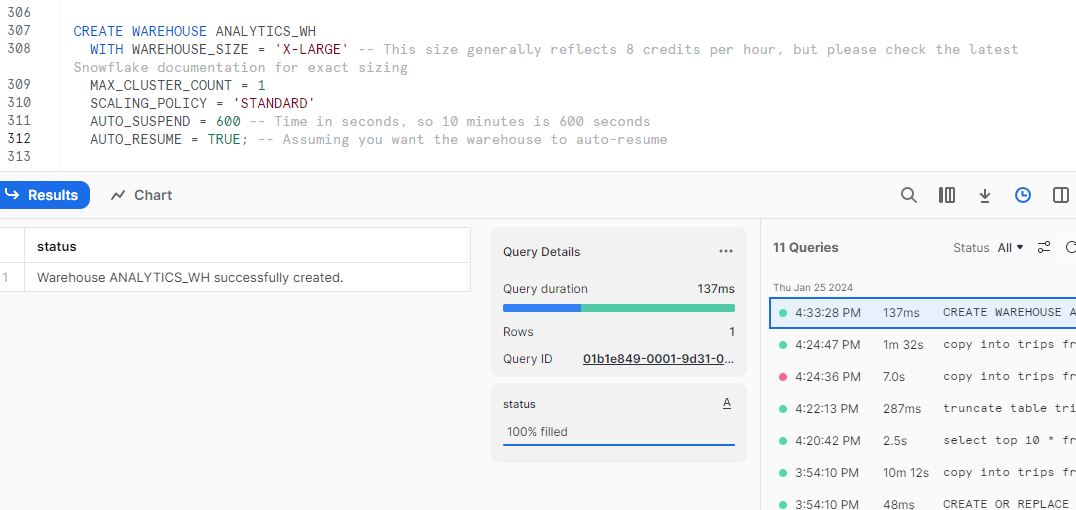 306
307 CREATE WAREHOUSE ANALYTICS_WH
308 WITH WAREHOUSE_SIZE = 'X-LARGE' -- This size generally reflects 8 credits per hour, but please check the latest
Snowflake documentation for exact sizing
309 MAX_CLUSTER_COUNT = 1
310 SCALING_POLICY = 'STANDARD'
311 AUTO_SUSPEND = 600 -- Time in seconds, so 10 minutes is 600 seconds
312 AUTO_RESUME = TRUE; -- Assuming you want the warehouse to auto-resume
313
Results Chart
status
1 Warehouse ANALYTICS_WH successfully created.
Query Details ...
Query duration 137ms
Rows 1
Query ID 01b1e849-0001-9d31-0...
status A
100% filled
11 Queries Status All
Thu Jan 25 2024
4:33:28 PM 137ms CREATE WAREHOUSE A
4:24:47 PM 1m 32s copy into trips fr
4:24:36 PM 7.0s copy into trips fr
4:22:13 PM 287ms truncate table tri
4:20:42 PM 2.5s select top 10 * fr
3:54:10 PM 10m 12s copy into trips fr
3:54:10 PM 48ms CREATE OR REPLACE